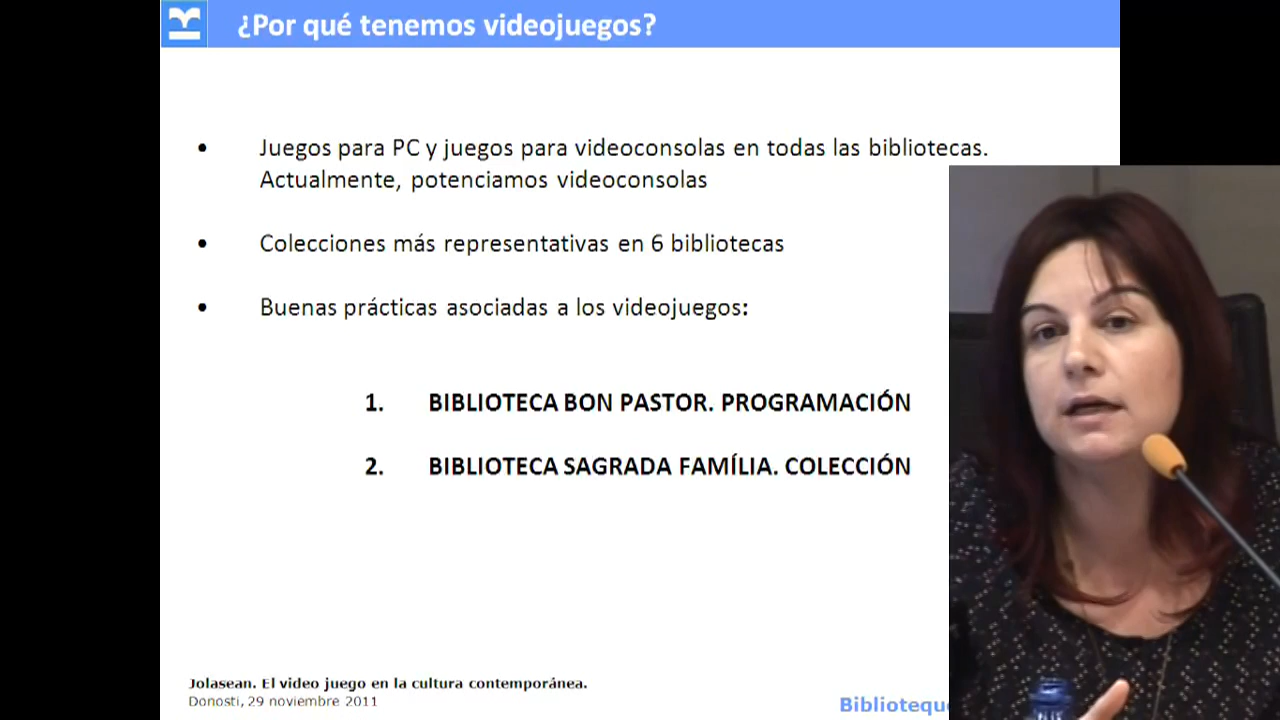 ¿Por qué tenemos videojuegos?
• Juegos para PC y juegos para videoconsolas en todas las bibliotecas.
Actualmente, potenciamos videoconsolas
• Colecciones más representativas en 6 bibliotecas
• Buenas prácticas asociadas a los videojuegos:
1. BIBLIOTECA BON PASTOR. PROGRAMACIÓN
2. BIBLIOTECA SAGRADA FAMÍLIA. COLECCIÓN
Jolasean. El video juego en la cultura contemporánea.
Donosti, 29 noviembre 2011